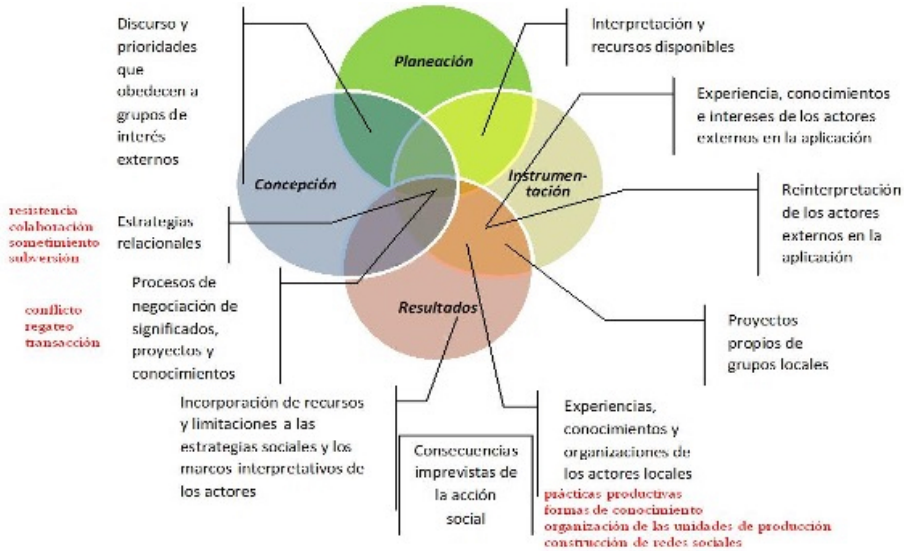 Discurso y
prioridades
que
obedecen a
grupos de
interés
externos
Planeación
Interpretación y
recursos disponibles
Experiencia, conocimientos
e intereses de los actores
externos en la aplicación
Concepción
Instrumen-
tación
Reinterpretación
de los actores
externos en la
aplicación
resistencia
colaboración
sometimiento
subversión
Estrategias
relacionales
conflicto
regateo
transacción
Procesos de
negociación de
significados,
proyectos y
conocimientos
Resultados
Proyectos
propios de
grupos locales
Incorporación de recursos
y limitaciones a las
estrategias sociales y los
marcos interpretativos de
los actores
Consecuencias
imprevistas de
la acción
social
Experiencias,
conocimientos y
organizaciones de
los actores locales
prácticas productivas
formas de conocimiento
organización de las unidades de producción
construcción de redes sociales